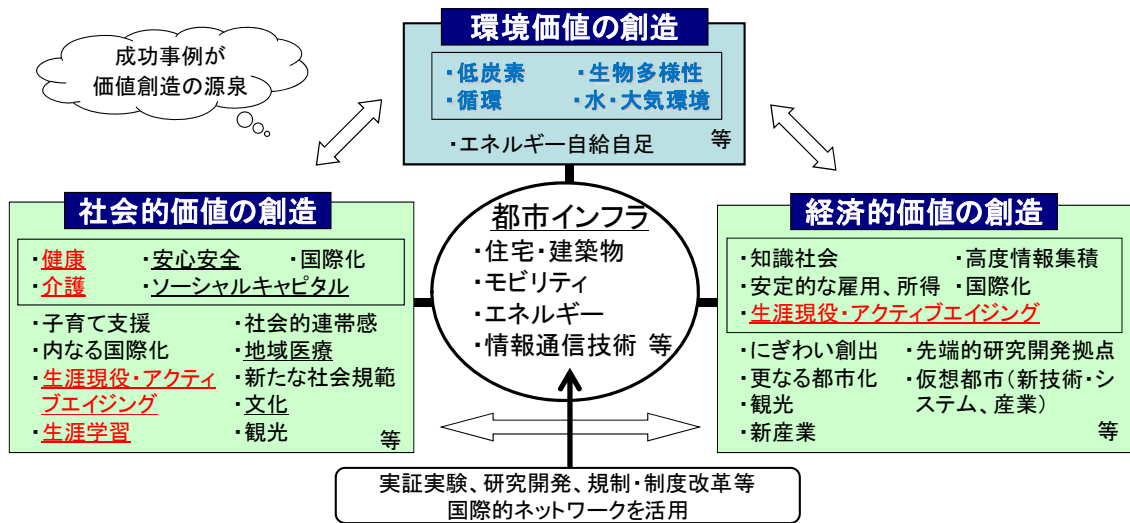 環境価値の創造
成功事例が
価値創造の源泉
・低炭素 ・生物多様性
・循環 ・水・大気環境
・エネルギー自給自足 等
社会的価値の創造
・健康 ・安心安全 ・国際化
・介護 ・ソーシャルキャピタル
・子育て支援 ・社会的連帯感
・内なる国際化 ・地域医療
・生涯現役・アクティ ・新たな社会規範
ブエイジング ・文化
・生涯学習 ・観光
等
都市インフラ
・住宅・建築物
・モビリティ
・エネルギー
・情報通信技術 等
経済的価値の創造
・知識社会 ・高度情報集積
・安定的な雇用、所得 ・国際化
・生涯現役・アクティブエイジング
・にぎわい創出 ・先端的研究開発拠点
・更なる都市化 ・仮想都市(新技術・シ
・観光 ステム、産業)
・新産業 等
実証実験、研究開発、規制・制度改革等
国際的ネットワークを活用